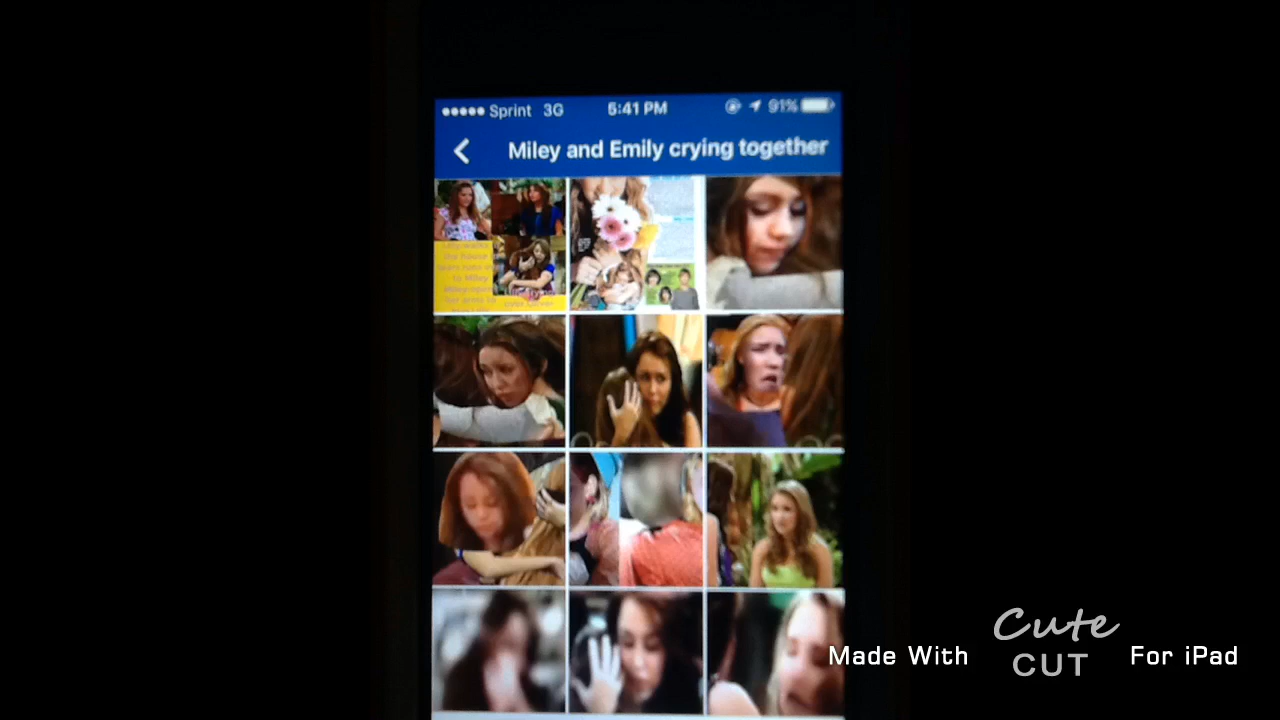 Sprint 3G 5:41 PM 91%
Miley and Emily crying together
Made With Cute CUT For iPad